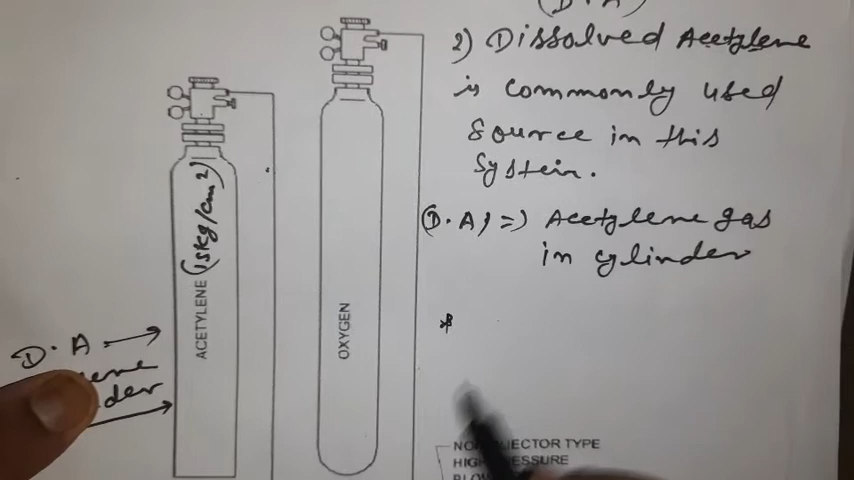 (D.A)
2) Dissolved Acetylene
is commonly used
source in this
system.
(D.A) => Acetylene gas
in cylinder
*
ACETYLENE (15kg/cm2)
OXYGEN
D.A
NON INJECTOR TYPE
HIGH PRESSURE